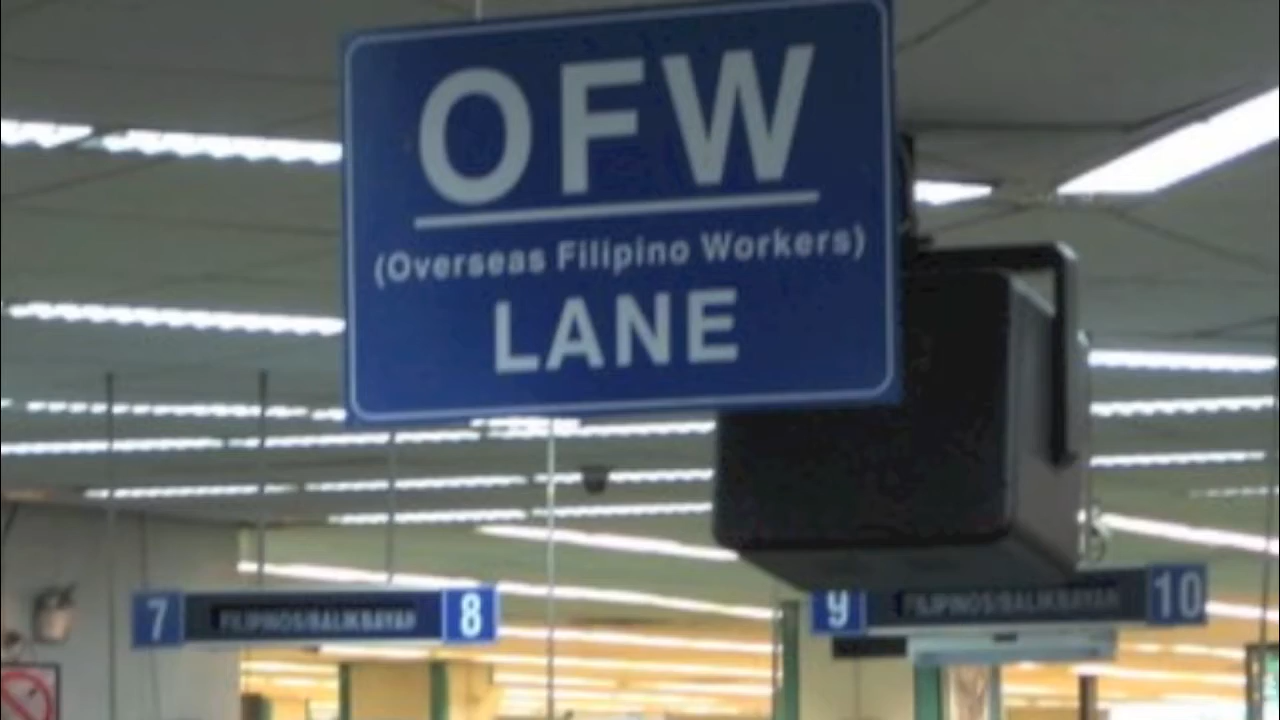 OFW
(Overseas Filipino Workers)
LANE
7 FILIPINOS/BALIKBAYAN 8
9 FILIPINOS/BALIKBAYAN 10